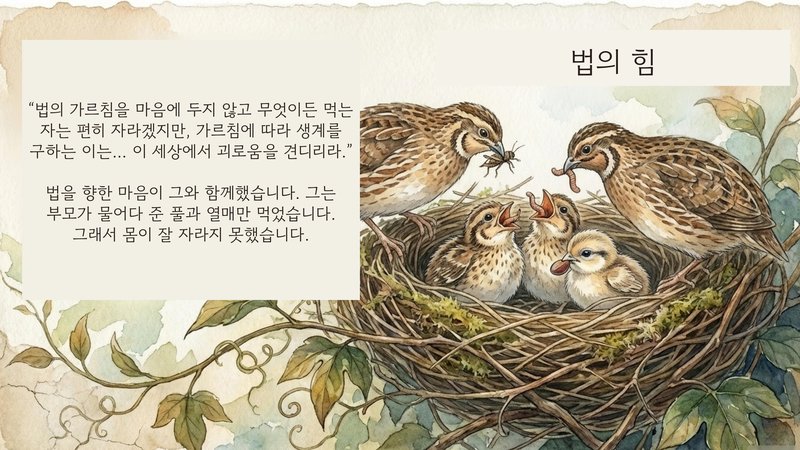 법의 힘
“법의 가르침을 마음에 두지 않고 무엇이든 먹는
자는 편히 자라겠지만, 가르침에 따라 생계를
구하는 이는... 이 세상에서 괴로움을 견디리라.”
법을 향한 마음이 그와 함께했습니다. 그는
부모가 물어다 준 풀과 열매만 먹었습니다.
그래서 몸이 잘 자라지 못했습니다.